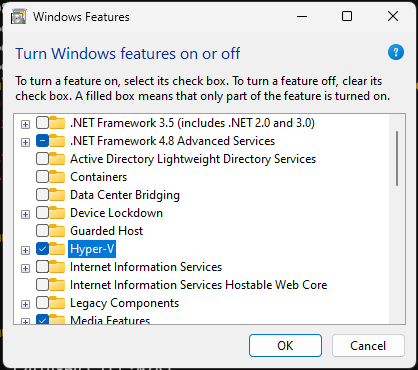 Windows Features
Turn Windows features on or off
?
To turn a feature on, select its check box. To turn a feature off, clear its
check box. A filled box means that only part of the feature is turned on.
.NET Framework 3.5 (includes .NET 2.0 and 3.0)
.NET Framework 4.8 Advanced Services
Active Directory Lightweight Directory Services
Containers
Data Center Bridging
Device Lockdown
Guarded Host
Hyper-V
Internet Information Services
Internet Information Services Hostable Web Core
Legacy Components
Media Features
OK Cancel